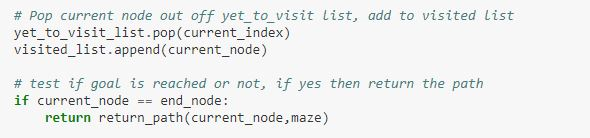 # Pop current node out off yet_to_visit list, add to visited list
yet_to_visit_list.pop(current_index)
visited_list.append(current_node)
# test if goal is reached or not, if yes then return the path
if current_node == end_node:
    return return_path(current_node,maze)